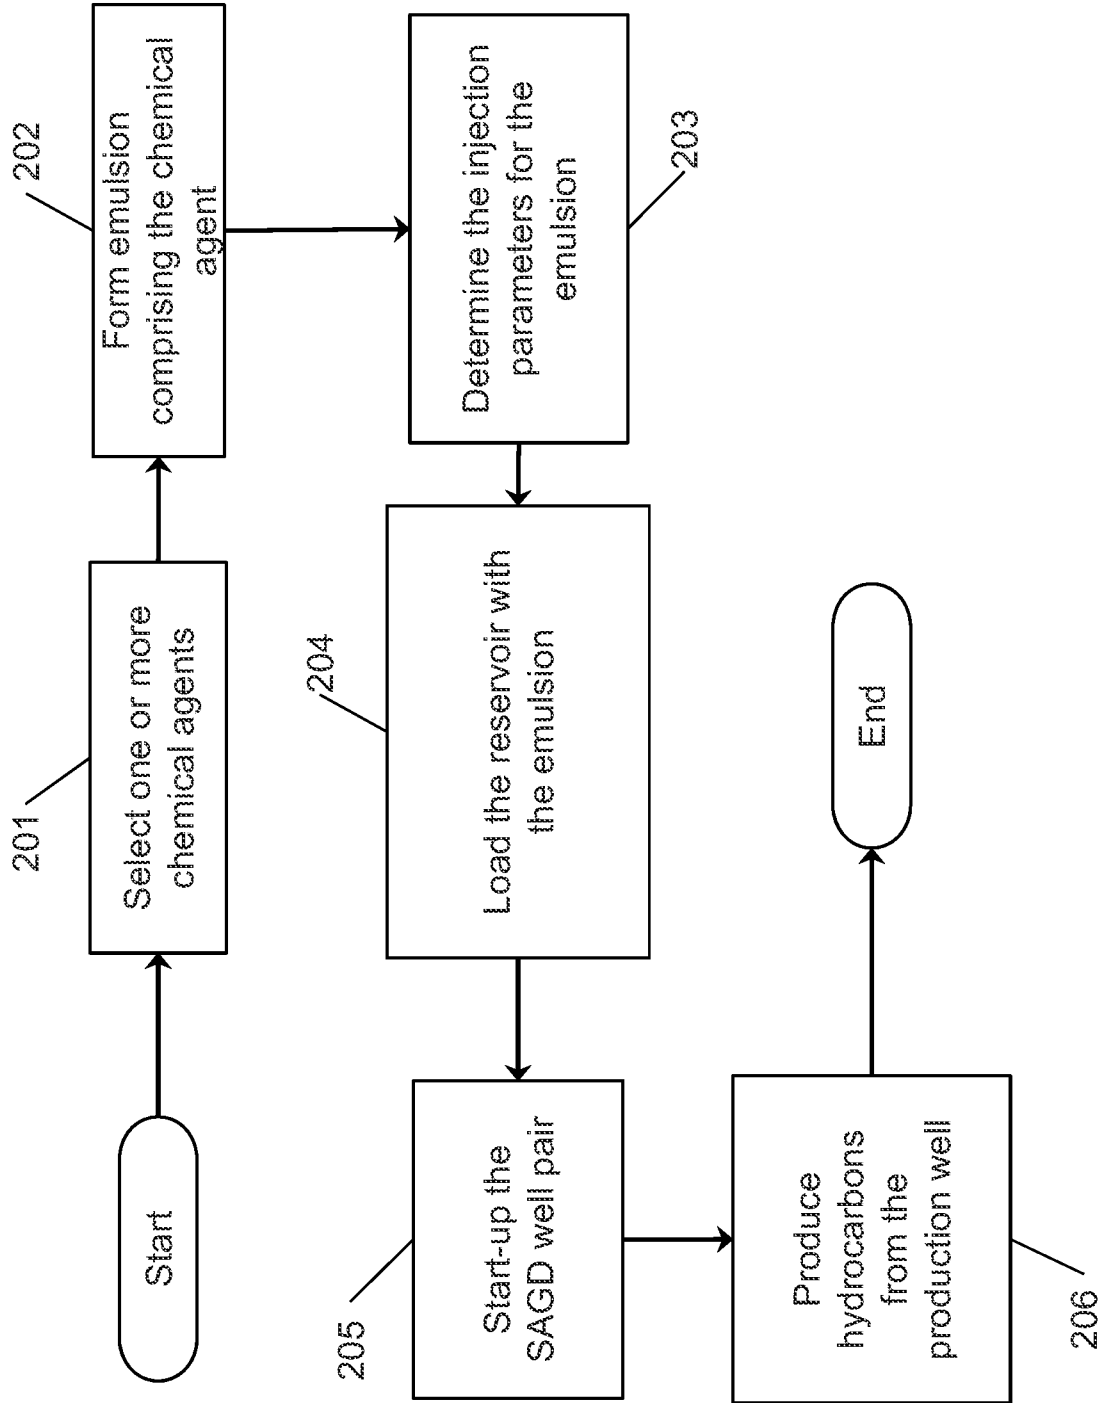 Start
201
Select one or more
chemical agents
202
Form emulsion
comprising the chemical
agent
203
Determine the injection
parameters for the
emulsion
204
Load the reservoir with
the emulsion
205
Start-up the
SAGD well pair
206
Produce
hydrocarbons
from the
production well
End